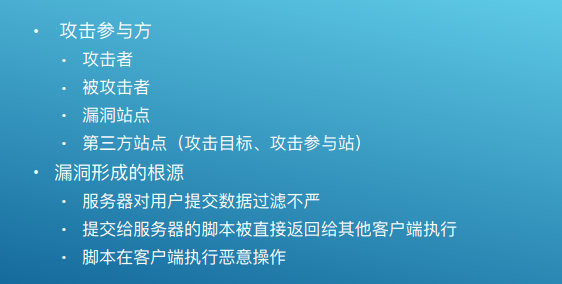 • 攻击参与方
• 攻击者
• 被攻击者
• 漏洞站点
• 第三方站点（攻击目标、攻击参与站）
• 漏洞形成的根源
• 服务器对用户提交数据过滤不严
• 提交给服务器的脚本被直接返回给其他客户端执行
• 脚本在客户端执行恶意操作